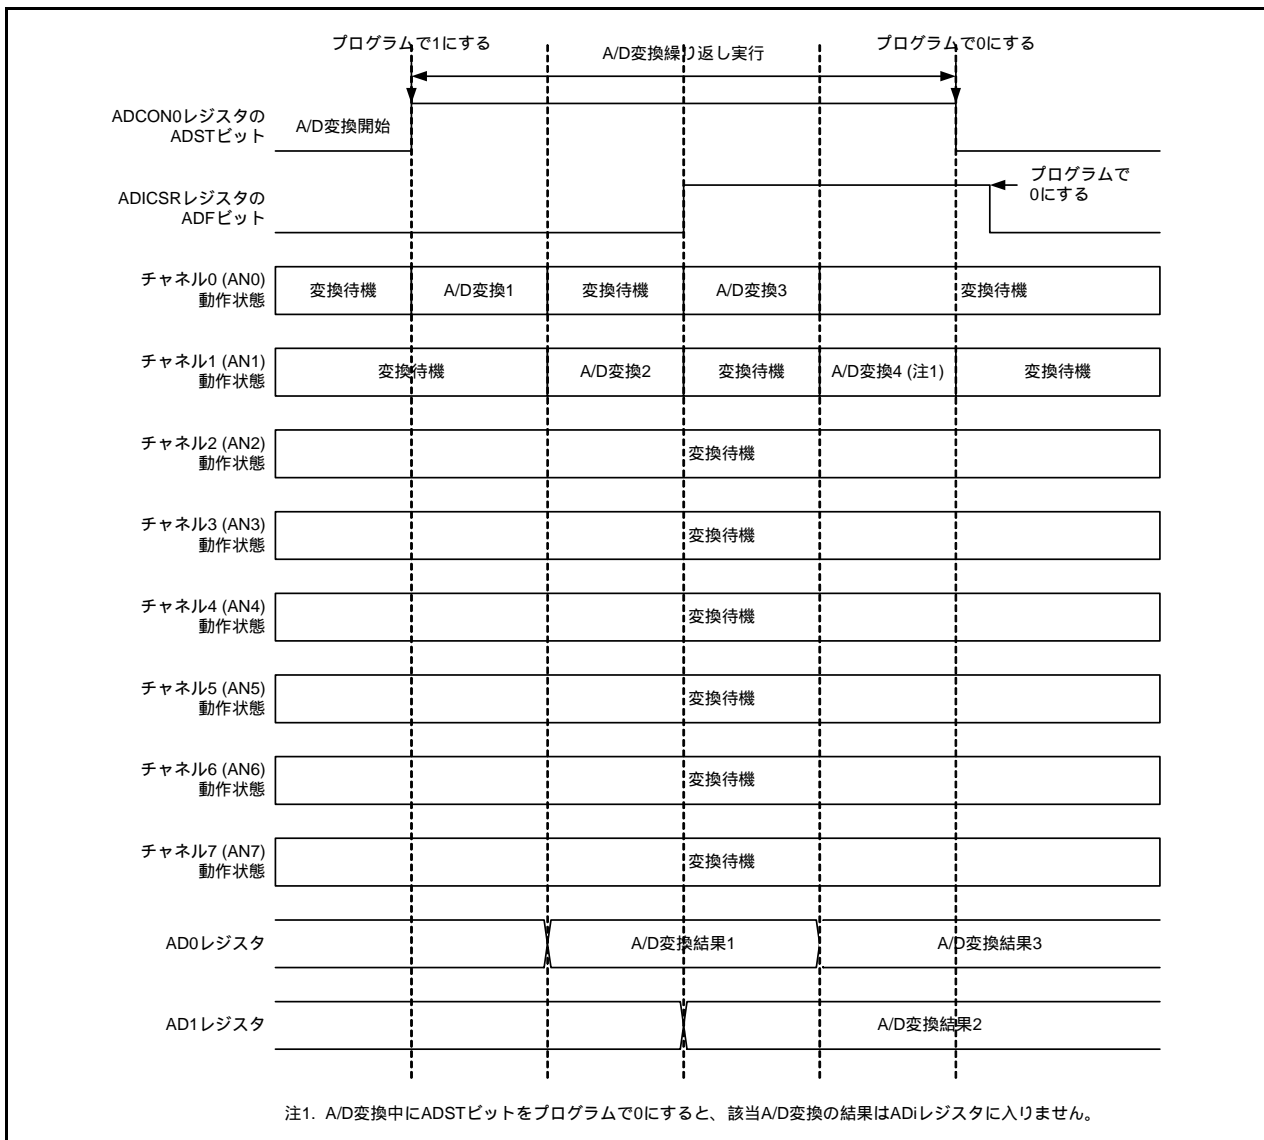 プログラムで1にする
A/D変換繰り返し実行
プログラムで0にする
ADCON0レジスタの
ADSTビット
A/D変換開始
ADICSRレジスタの
ADFビット
プログラムで
0にする
チャネル0 (AN0)
動作状態
変換待機
A/D変換1
変換待機
A/D変換3
変換待機
チャネル1 (AN1)
動作状態
変換待機
A/D変換2
変換待機
A/D変換4 (注1)
変換待機
チャネル2 (AN2)
動作状態
変換待機
チャネル3 (AN3)
動作状態
変換待機
チャネル4 (AN4)
動作状態
変換待機
チャネル5 (AN5)
動作状態
変換待機
チャネル6 (AN6)
動作状態
変換待機
チャネル7 (AN7)
動作状態
変換待機
AD0レジスタ
A/D変換結果1
A/D変換結果3
AD1レジスタ
A/D変換結果2
注1. A/D変換中にADSTビットをプログラムで0にすると、該当A/D変換の結果はADiレジスタに入りません。